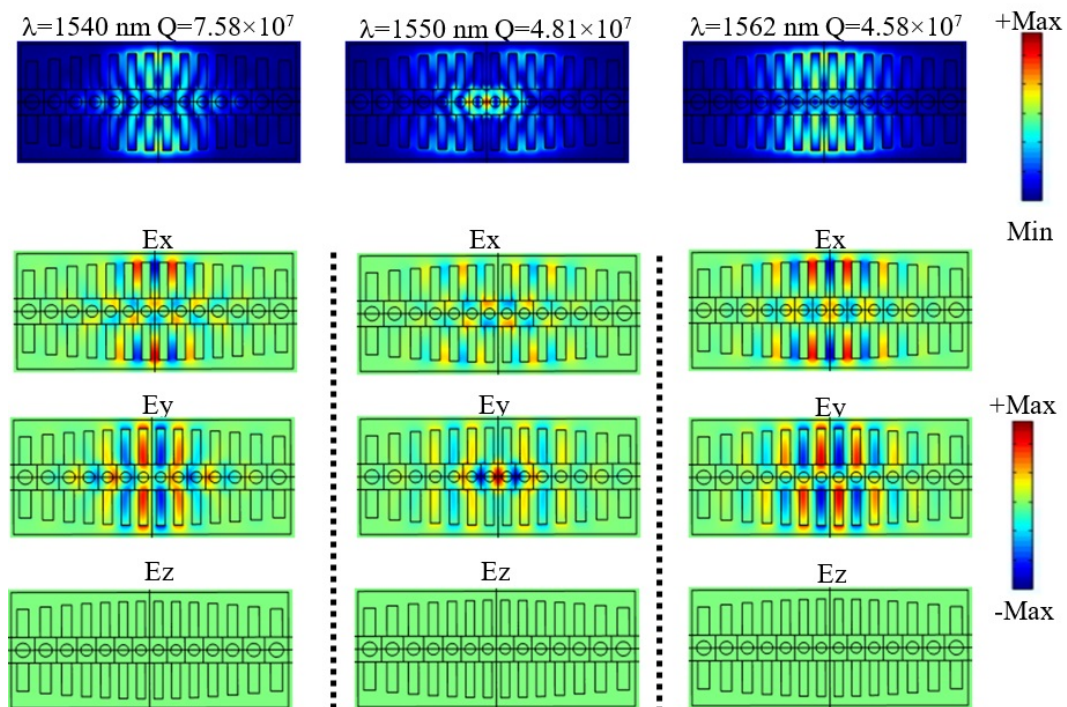 λ=1540 nm Q=7.58×10⁷ λ=1550 nm Q=4.81×10⁷ λ=1562 nm Q=4.58×10⁷ +Max
Min
Ex Ex Ex
Ey Ey Ey +Max
Ez Ez Ez
-Max